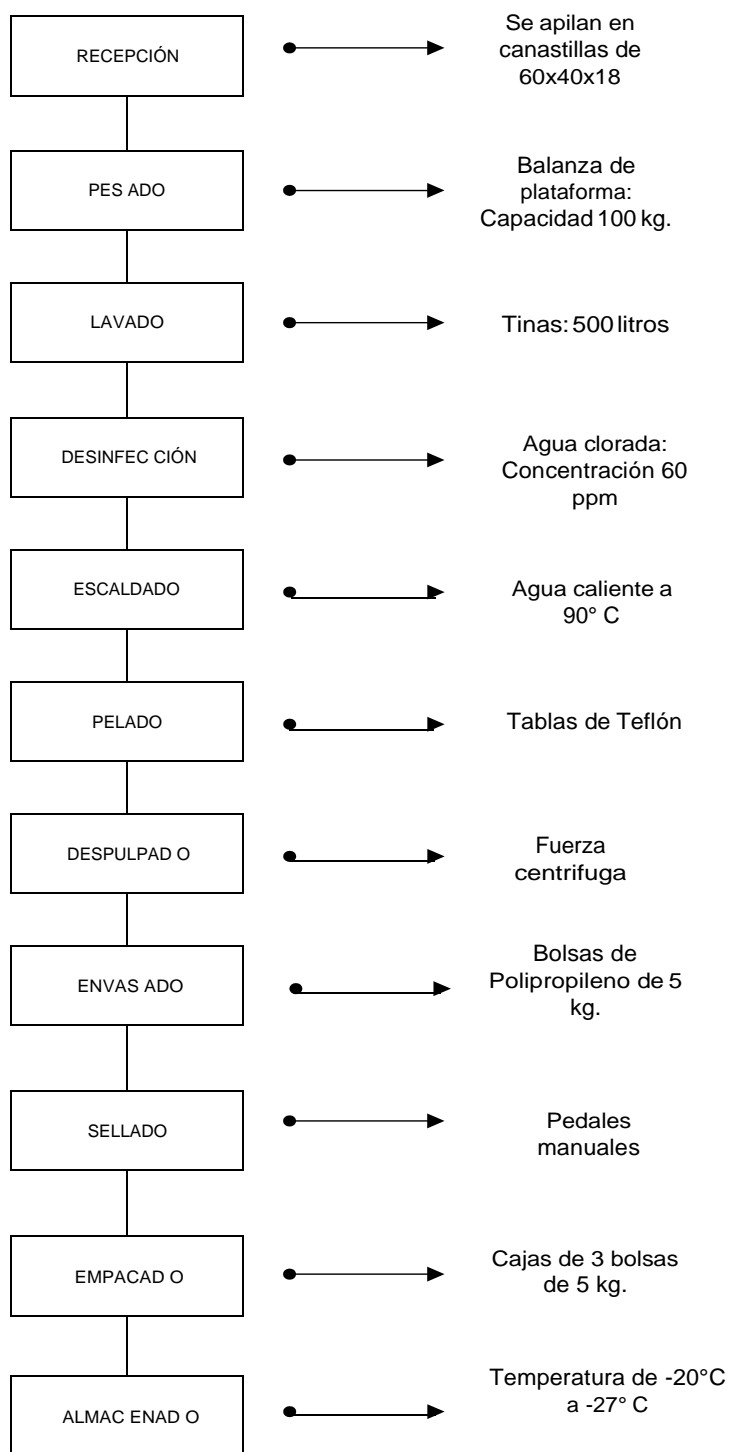 RECEPCIÓN
Se apilan en
canastillas de
60x40x18
PES ADO
Balanza de
plataforma:
Capacidad 100 kg.
LAVADO
Tinas: 500 litros
DESINFEC CIÓN
Agua clorada:
Concentración 60
ppm
ESCALDADO
Agua caliente a
90° C
PELADO
Tablas de Teflón
DESPULPAD O
Fuerza
centrifuga
ENVAS ADO
Bolsas de
Polipropileno de 5
kg.
SELLADO
Pedales
manuales
EMPACAD O
Cajas de 3 bolsas
de 5 kg.
ALMAC ENAD O
Temperatura de -20°C
a -27° C